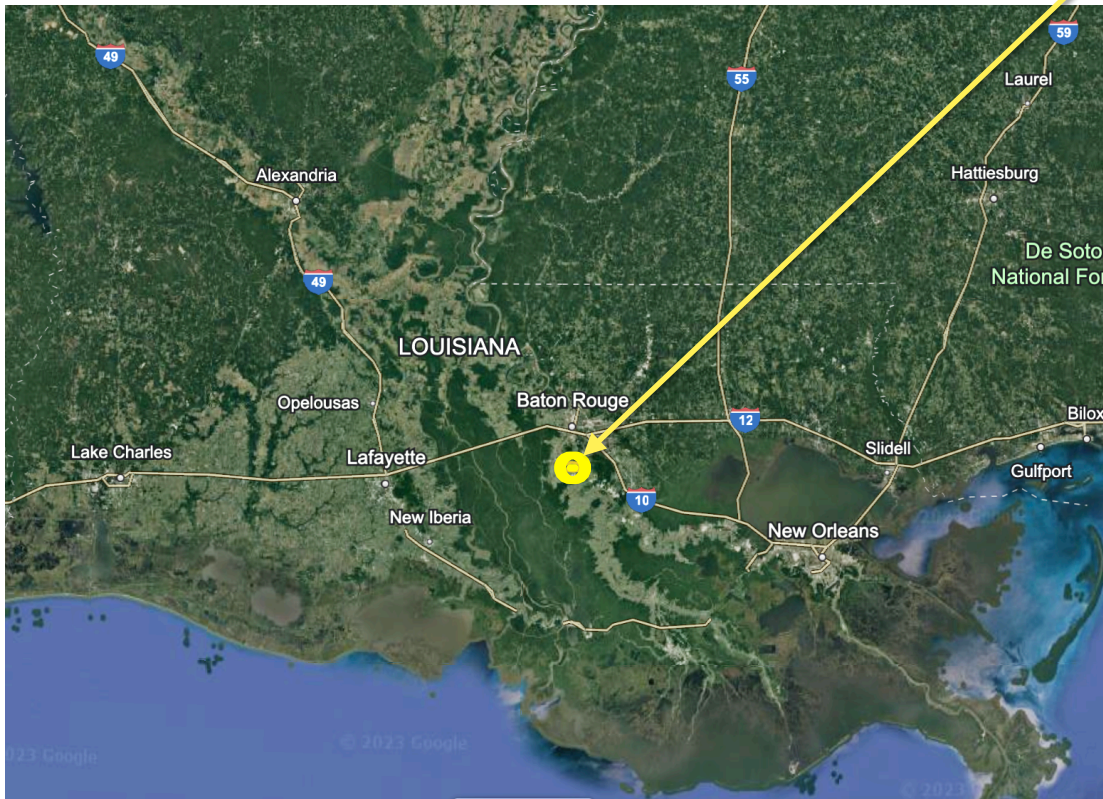 49
59
55
Laurel
Alexandria
Hattiesburg
De Soto
National For
49
LOUISIANA
Baton Rouge
Opelousas
12
Bilox
Slidell
Lake Charles
Lafayette
Gulfport
10
New Iberia
New Orleans
© 2023 Google
023 Google
© 2023